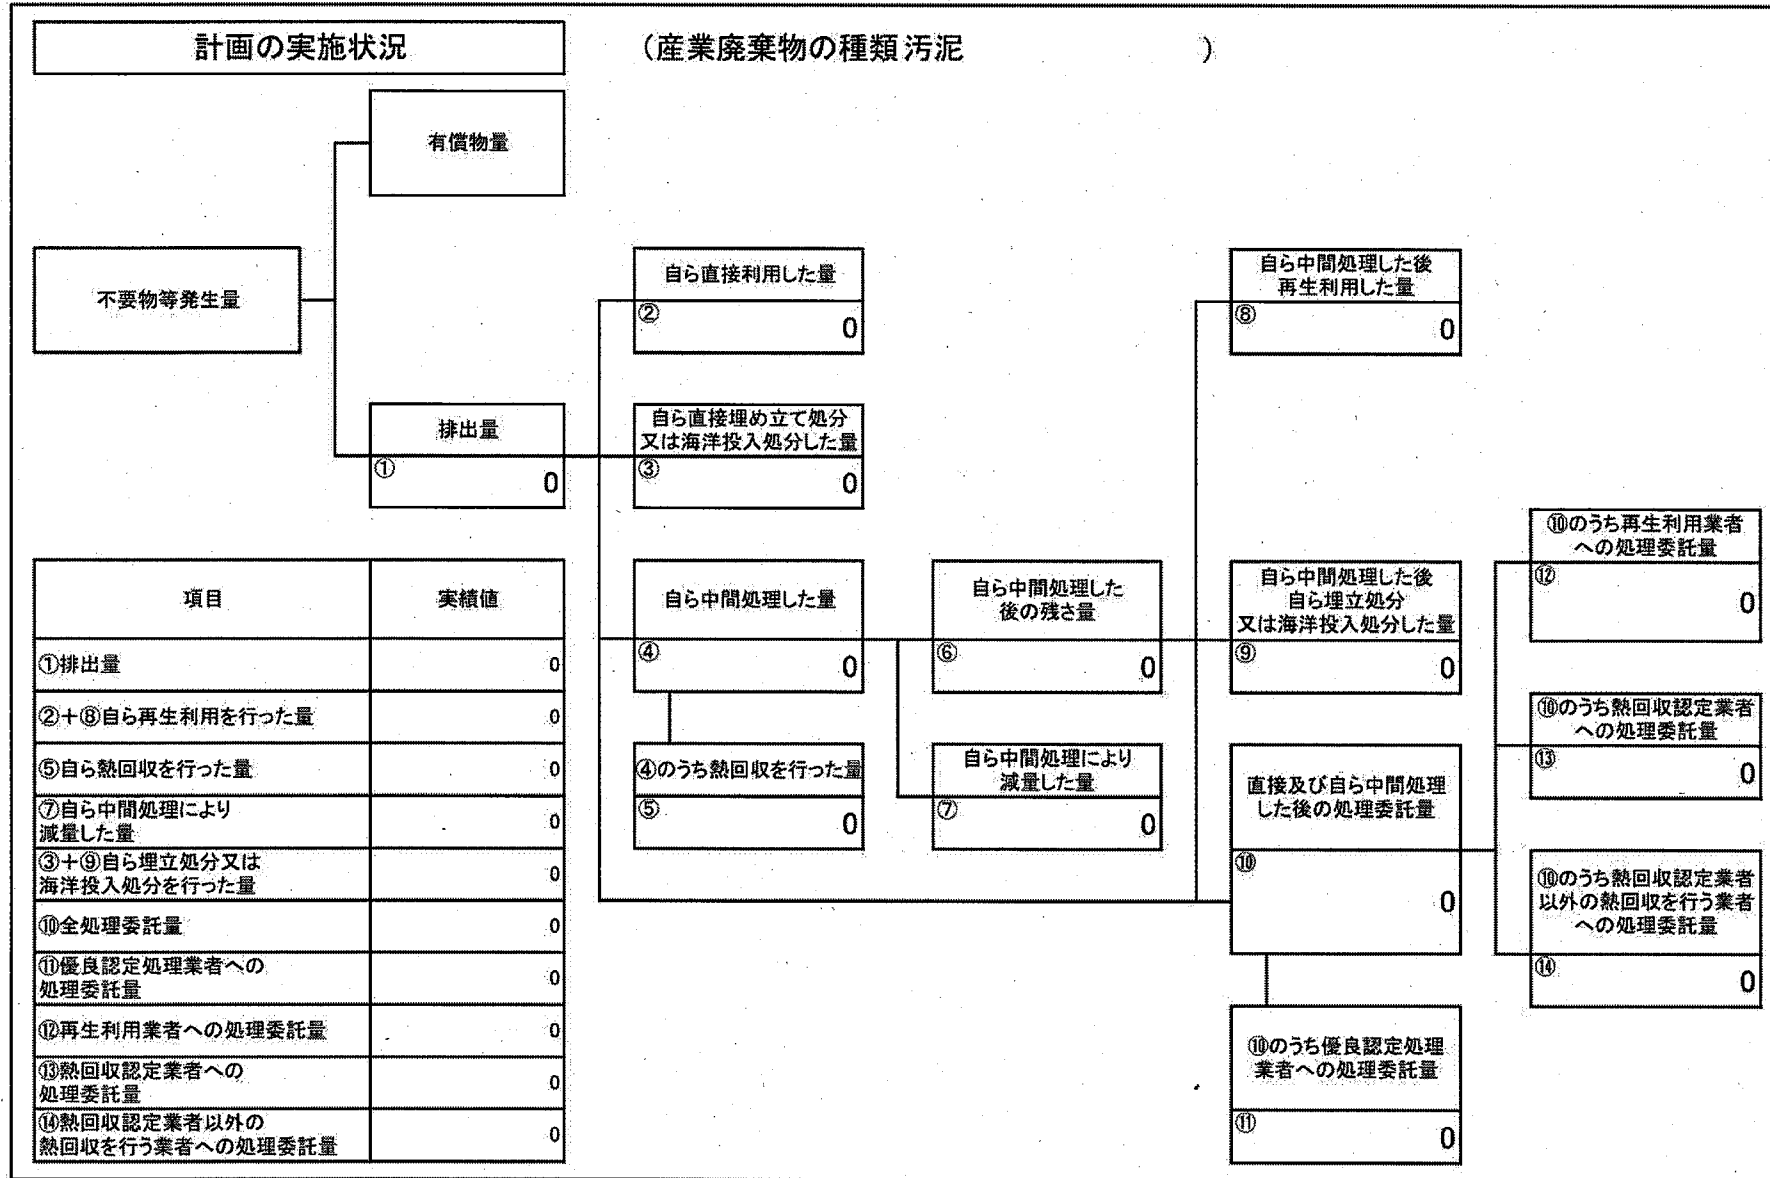 計画の実施状況
（産業廃棄物の種類 汚泥　　　　　　）
有償物量
不要物等発生量
排出量
① 0
自ら直接利用した量
② 0
自ら直接埋め立て処分
又は海洋投入処分した量
③ 0
自ら中間処理した量
④ 0
④のうち熱回収を行った量
⑤ 0
自ら中間処理した
後の残さ量
⑥ 0
自ら中間処理により
減量した量
⑦ 0
自ら中間処理した後
再生利用した量
⑧ 0
自ら中間処理した後
自ら埋立処分
又は海洋投入処分した量
⑨ 0
直接及び自ら中間処理
した後の処理委託量
⑩ 0
⑩のうち優良認定処理
業者への処理委託量
⑪ 0
⑩のうち再生利用業者
への処理委託量
⑫ 0
⑩のうち熱回収認定業者
への処理委託量
⑬ 0
⑩のうち熱回収認定業者
以外の熱回収を行う業者
への処理委託量
⑭ 0
項目 実績値
①排出量 0
②＋⑧自ら再生利用を行った量 0
⑤自ら熱回収を行った量 0
⑦自ら中間処理により
減量した量 0
③＋⑨自ら埋立処分又は
海洋投入処分を行った量 0
⑩全処理委託量 0
⑪優良認定処理業者への
処理委託量 0
⑫再生利用業者への処理委託量 0
⑬熱回収認定業者への
処理委託量 0
⑭熱回収認定業者以外の
熱回収を行う業者への処理委託量 0